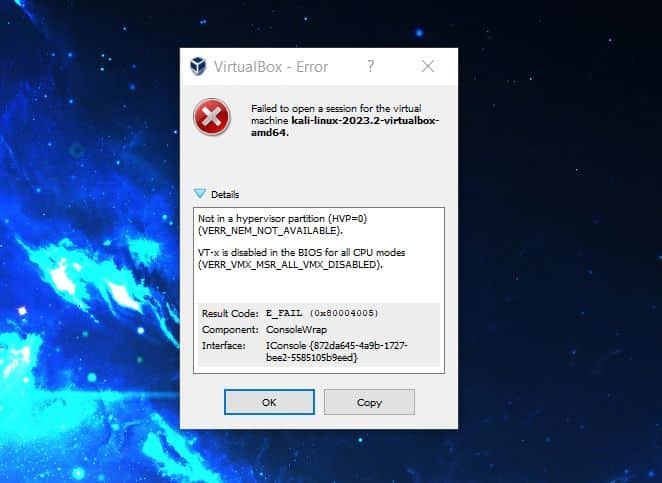 VirtualBox - Error ?
Failed to open a session for the virtual
machine kali-linux-2023.2-virtualbox-
amd64.
Details
Not in a hypervisor partition (HVP=0)
(VERR_NEM_NOT_AVAILABLE).
VT-x is disabled in the BIOS for all CPU modes
(VERR_VMX_MSR_ALL_VMX_DISABLED).
Result Code: E_FAIL (0x80004005)
Component: ConsoleWrap
Interface: IConsole {872da645-4a9b-1727-
bee2-5585105b9eed}
OK Copy